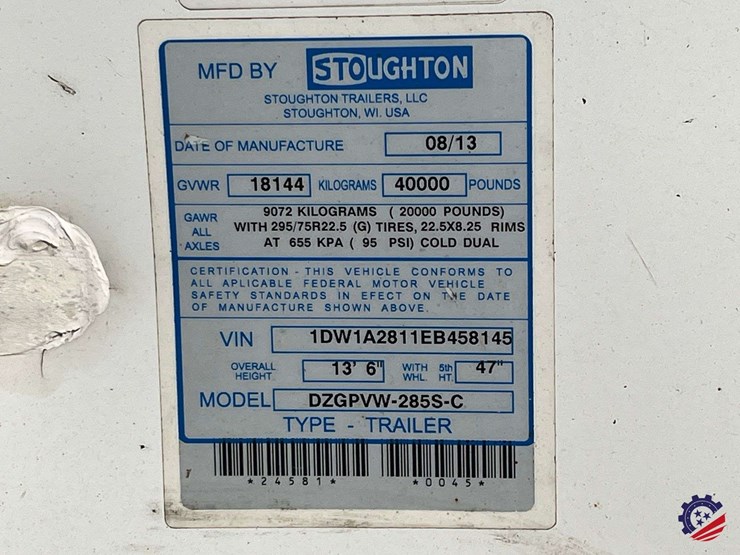 MFD BY STOUGHTON
STOUGHTON TRAILERS, LLC
STOUGHTON, WI. USA
DATE OF MANUFACTURE 08/13
GVWR 18144 KILOGRAMS 40000 POUNDS
GAWR ALL AXLES
9072 KILOGRAMS ( 20000 POUNDS)
WITH 295/75R22.5 (G) TIRES, 22.5X8.25 RIMS
AT 655 KPA ( 95 PSI) COLD DUAL
CERTIFICATION - THIS VEHICLE CONFORMS TO
ALL APLICABLE FEDERAL MOTOR VEHICLE
SAFETY STANDARDS IN EFECT ON THE DATE
OF MANUFACTURE SHOWN ABOVE.
VIN 1DW1A2811EB458145
OVERALL HEIGHT 13' 6" WITH 5th WHL. HT. 47"
MODEL DZGPVW-285S-C
TYPE - TRAILER
*24581* *0045*